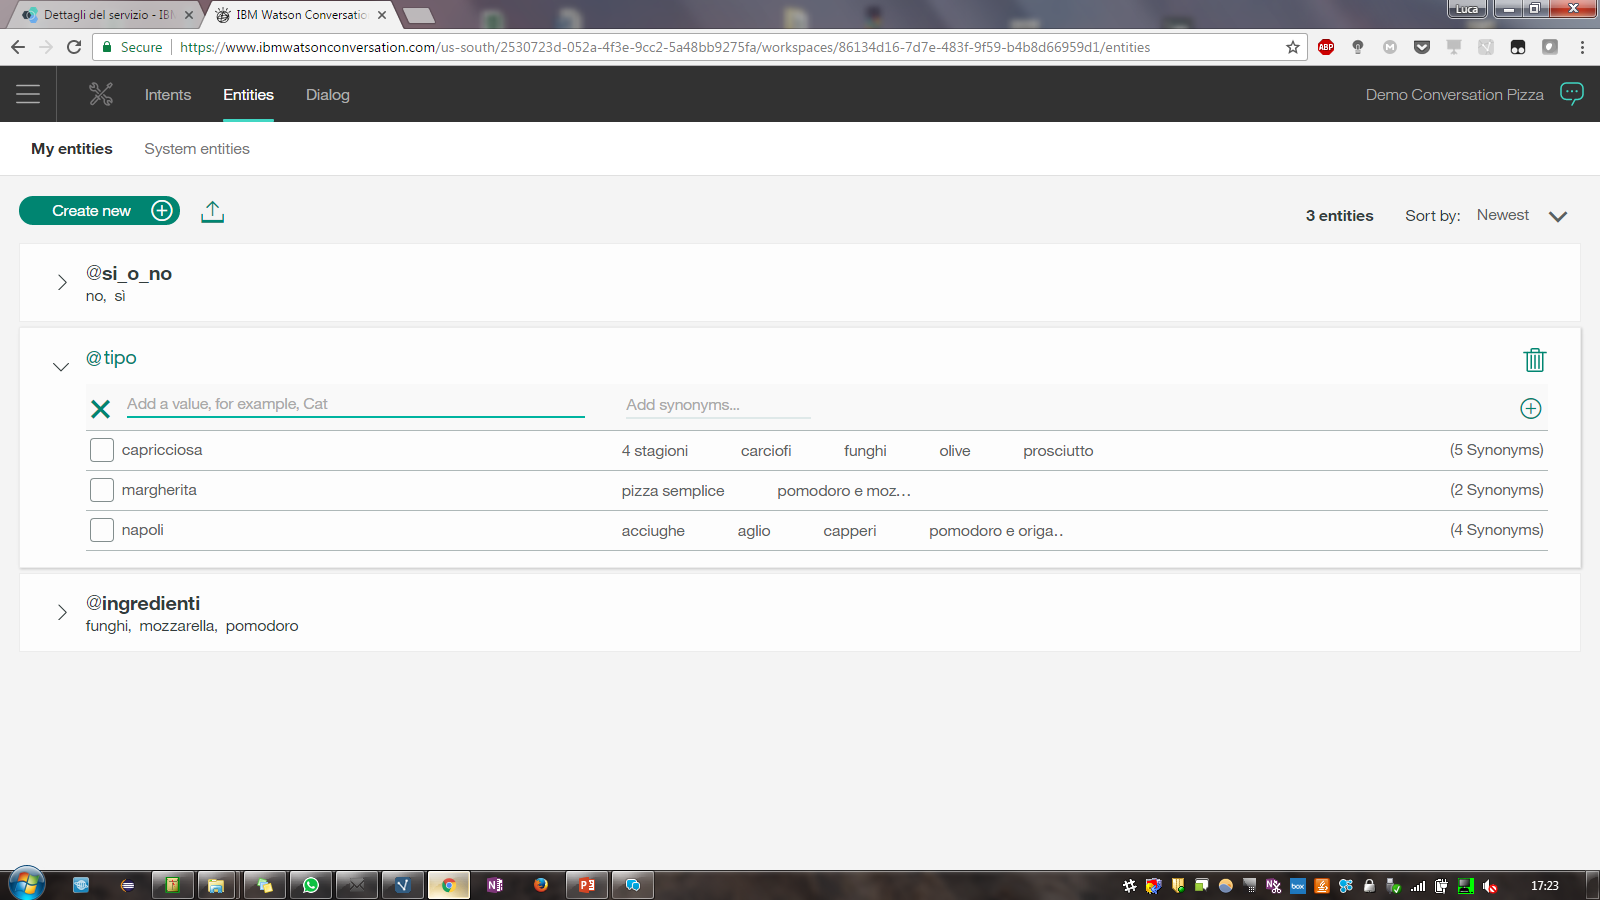 Dettagli del servizio - IBM
IBM Watson Conversatio
Luca
Secure
https://www.ibmwatsonconversation.com/us-south/2530723d-052a-4f3e-9cc2-5a48bb9275fa/workspaces/86134d16-7d7e-483f-9f59-b4b8d66959d1/entities
ABP
Intents Entities Dialog
Demo Conversation Pizza
My entities System entities
Create new
3 entities Sort by: Newest
@si_o_no
no, sì
@tipo
Add a value, for example, Cat Add synonyms...
capricciosa 4 stagioni carciofi funghi olive prosciutto (5 Synonyms)
margherita pizza semplice pomodoro e moz... (2 Synonyms)
napoli acciughe aglio capperi pomodoro e origa.. (4 Synonyms)
@ingredienti
funghi, mozzarella, pomodoro
17:23